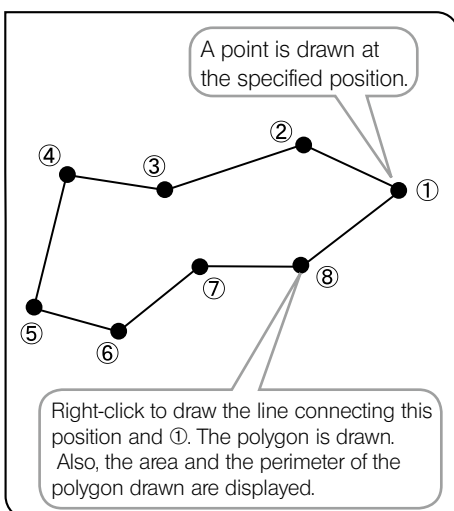 A point is drawn at
the specified position.
②
④
③
①
⑧
⑦
⑤
⑥
Right-click to draw the line connecting this
position and ①. The polygon is drawn.
Also, the area and the perimeter of the
polygon drawn are displayed.